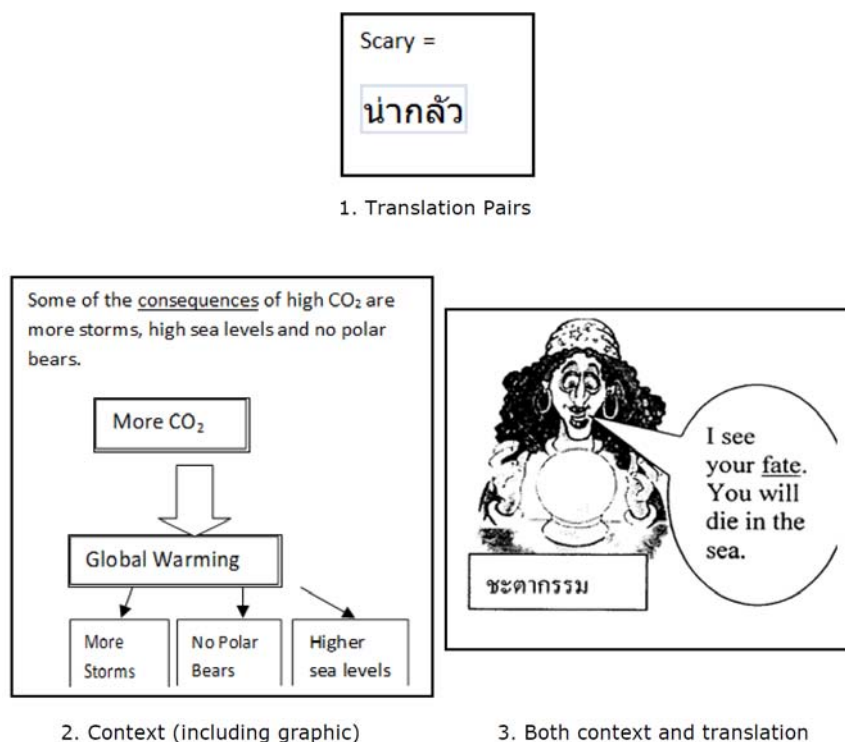 Scary =
น่ากลัว
1. Translation Pairs
Some of the consequences of high CO₂ are
more storms, high sea levels and no polar
bears.
More CO₂
Global Warming
More
Storms
No Polar
Bears
Higher
sea levels
2. Context (including graphic)
I see
your fate.
You will
die in the
sea.
ชะตากรรม
3. Both context and translation